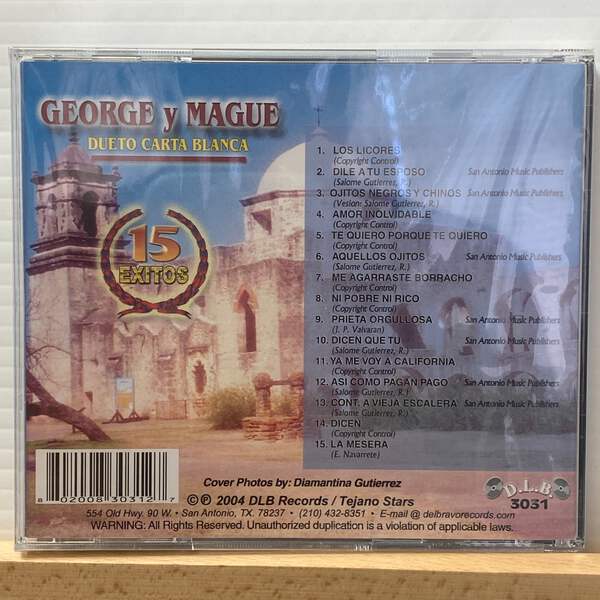 GEORGE y MAGUE
DUETO CARTA BLANCA
15
EXITOS
1. LOS LICORES
(Copyright Control)
2. DILE A TU ESPOSO San Antonio Music Publishers
(Salome Gutierrez, R.)
3. OJITOS NEGROS Y CHINOS San Antonio Music Publishers
(Vesion: Salome Gutierrez, R.)
4. AMOR INOLVIDABLE
(Copyright Control)
5. TE QUIERO PORQUE TE QUIERO
(Copyright Control)
6. AQUELLOS OJITOS San Antonio Music Publishers
(Salome Gutierrez, R.)
7. ME AGARRASTE BORRACHO
(Copyright Control)
8. NI POBRE NI RICO
(Copyright Control)
9. PRIETA ORGULLOSA San Antonio Music Publishers
(J. P. Valvaran)
10. DICEN QUE TU San Antonio Music Publishers
(Salome Gutierrez, R.)
11. YA ME VOY A CALIFORNIA
(Copyright Control)
12. ASI COMO PAGAN PAGO San Antonio Music Publishers
(Salome Gutierrez, R.)
13. CONT. A VIEJA ESCALERA San Antonio Music Publishers
(Salome Gutierrez, R.)
14. DICEN
(Copyright Control)
15. LA MESERA
(E. Navarrete)
8 02008 30312 7
Cover Photos by: Diamantina Gutierrez
© ℗ 2004 DLB Records / Tejano Stars
554 Old Hwy. 90 W. • San Antonio, TX. 78237 • (210) 432-8351 • E-mail @ delbravorecords.com
WARNING: All Rights Reserved. Unauthorized duplication is a violation of applicable laws.
D.L.B.
3031